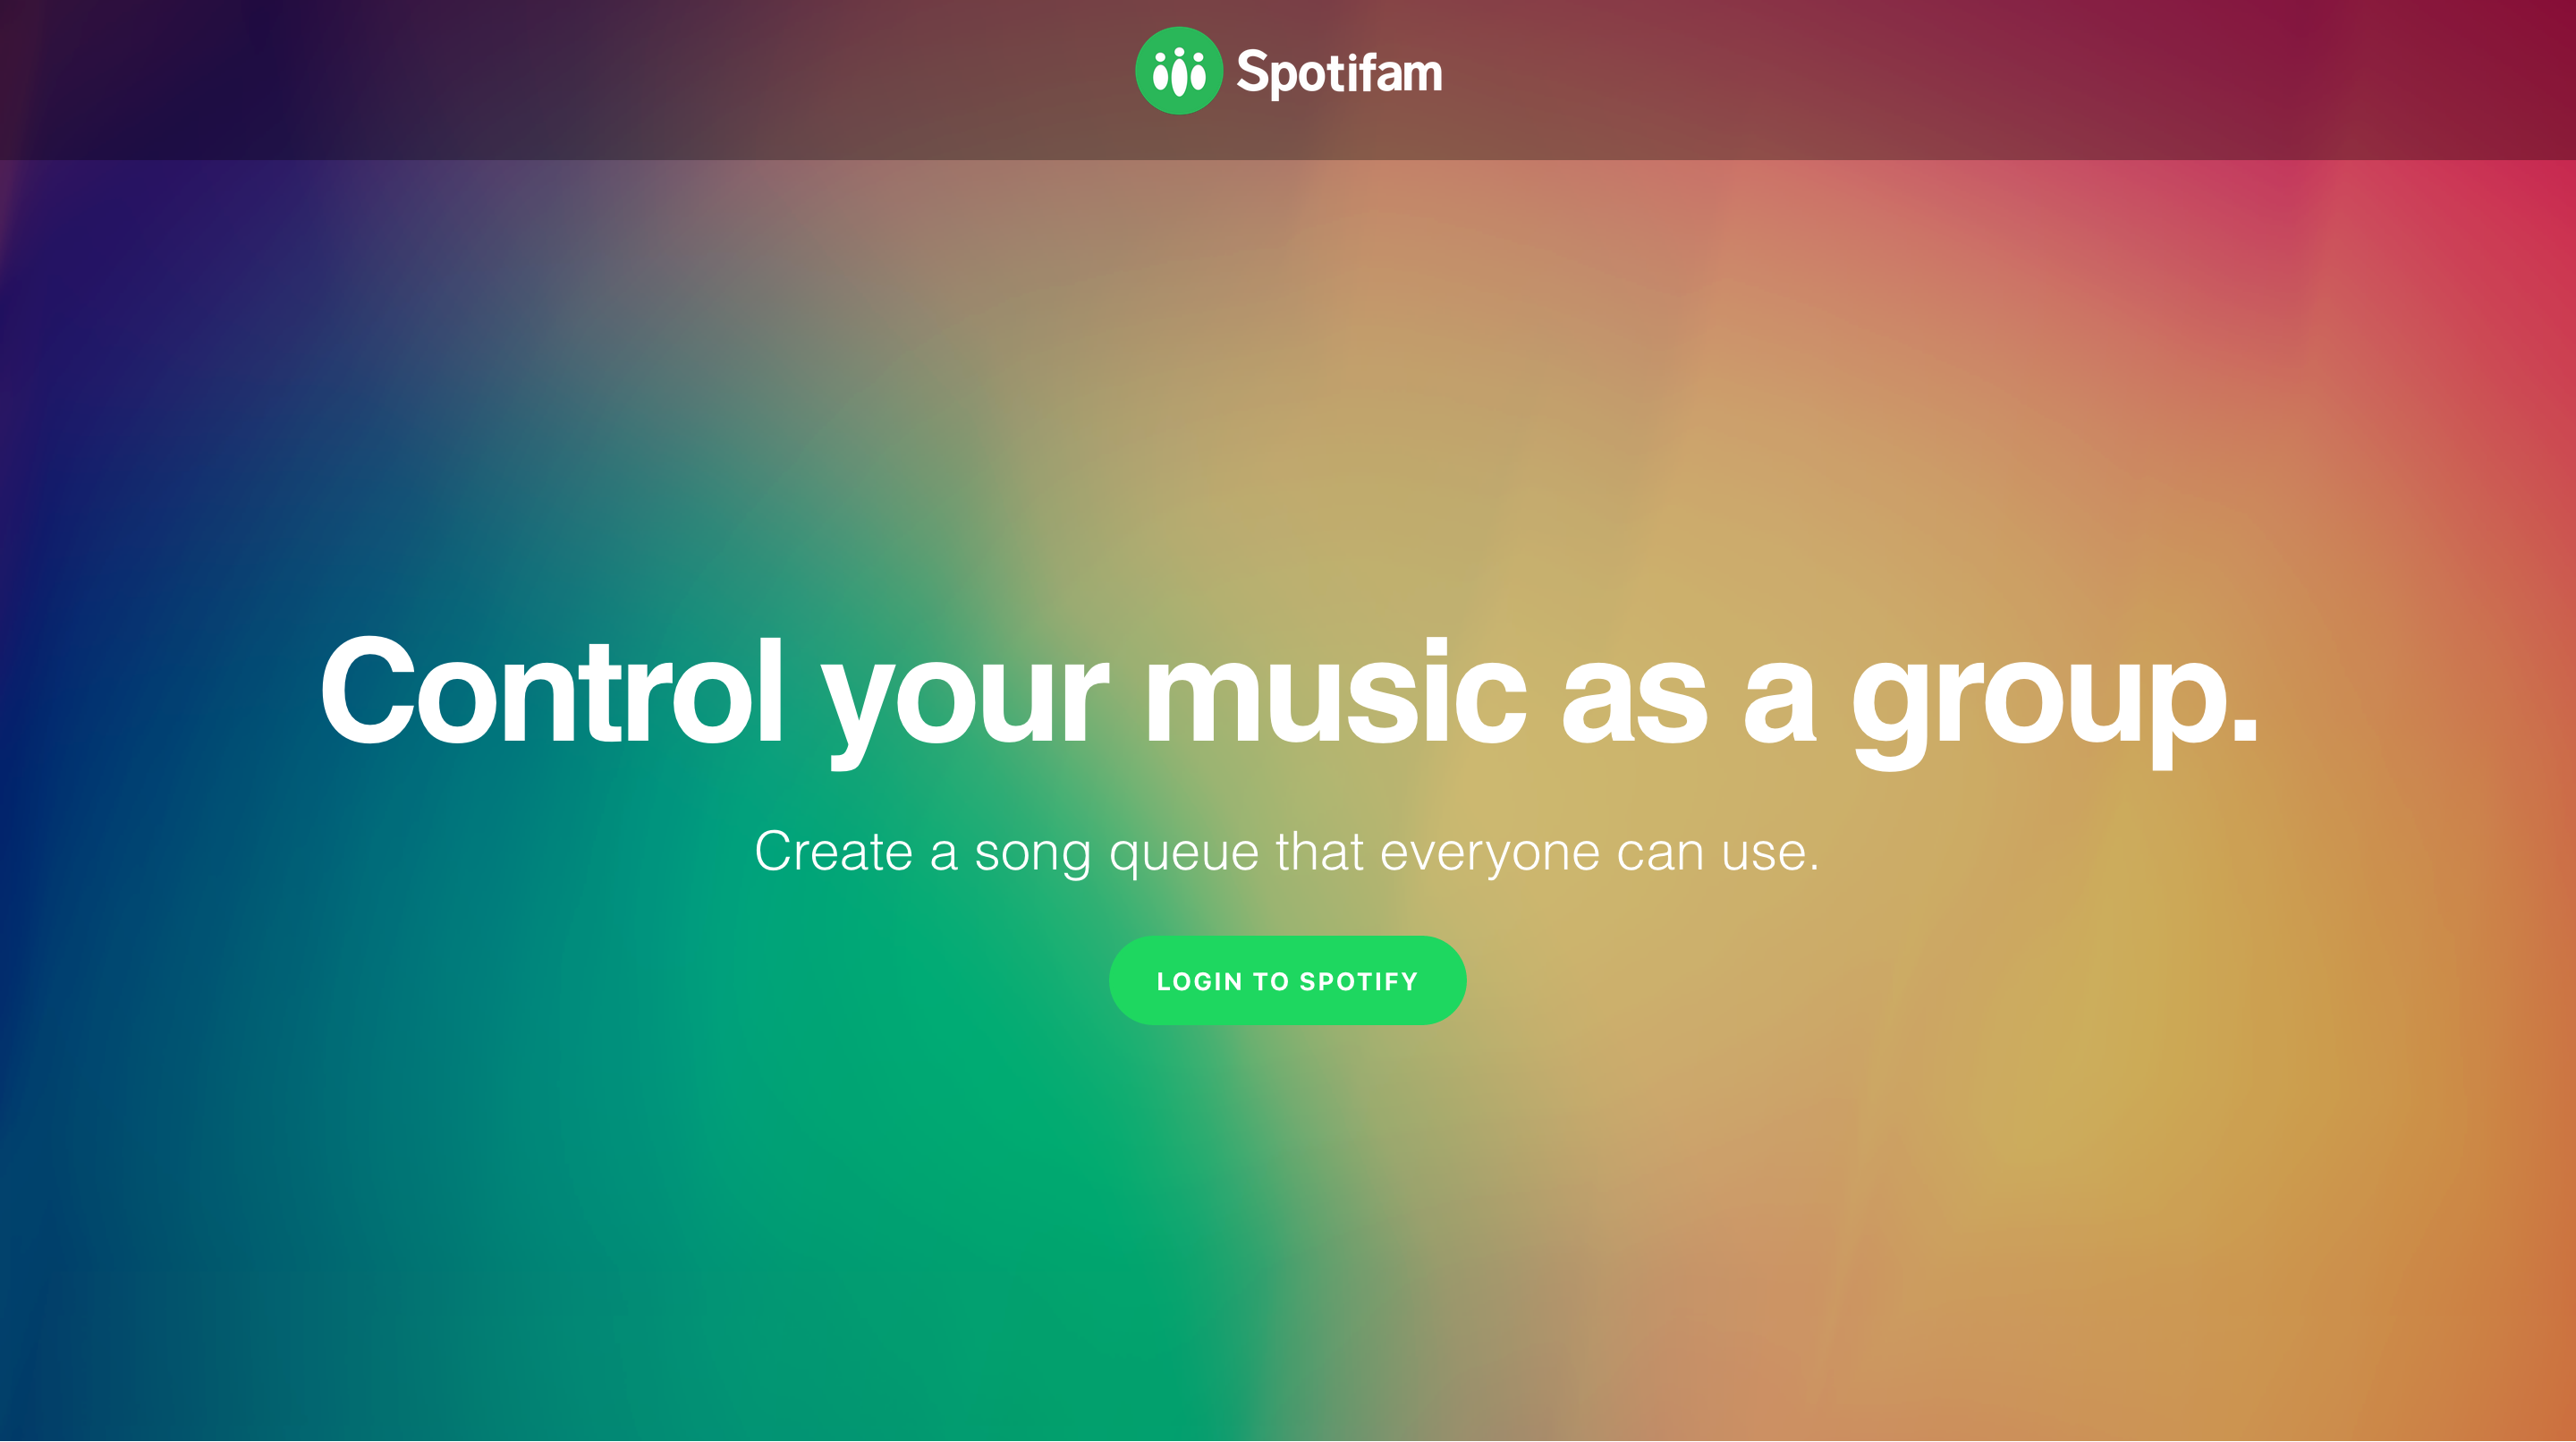 Spotifam
Control your music as a group.
Create a song queue that everyone can use.
LOGIN TO SPOTIFY